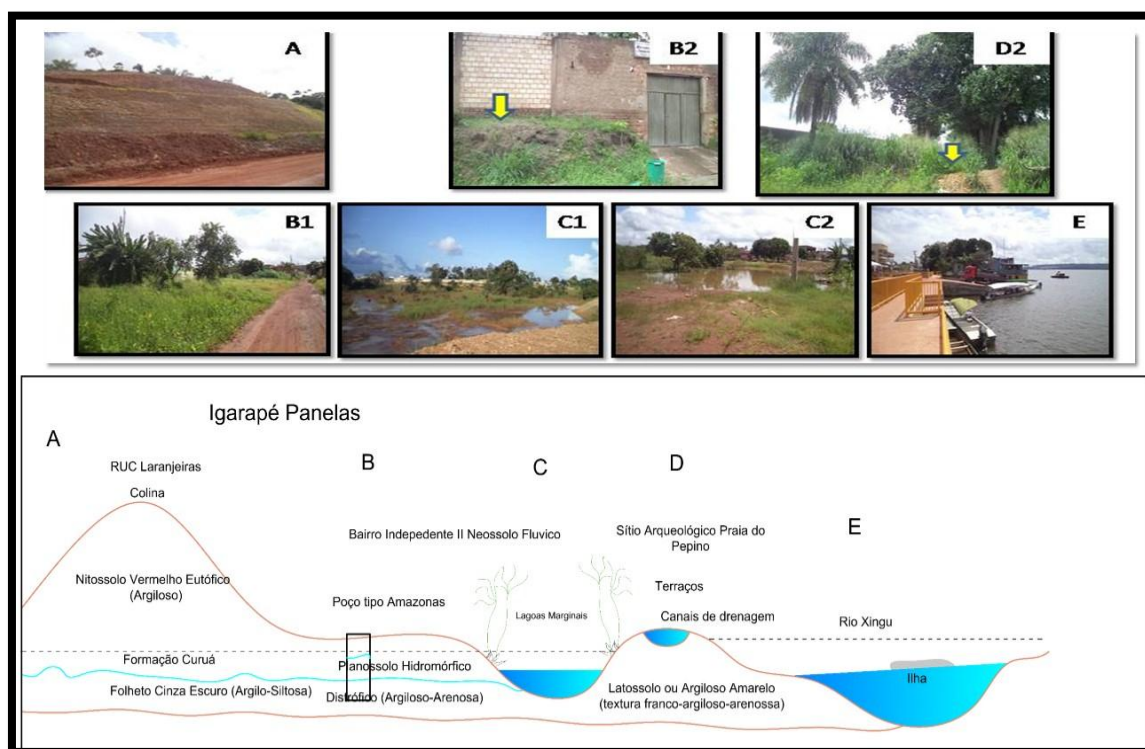 A
B2
D2
B1
C1
C2
E
Igarapé Panelas
A
RUC Laranjeiras
Colina
Nitossolo Vermelho Eutófico
(Argiloso)
Formação Curuá
Folheto Cinza Escuro (Argilo-Siltosa)
B
Bairro Indepedente II Neossolo Fluvico
Poço tipo Amazonas
Planossolo Hidromórfico
Distrófico (Argiloso-Arenosa)
C
Lagoas Marginais
D
Sítio Arqueológico Praia do
Pepino
Terraços
Canais de drenagem
Latossolo ou Argiloso Amarelo
(textura franco-argiloso-arenossa)
E
Rio Xingu
Ilha